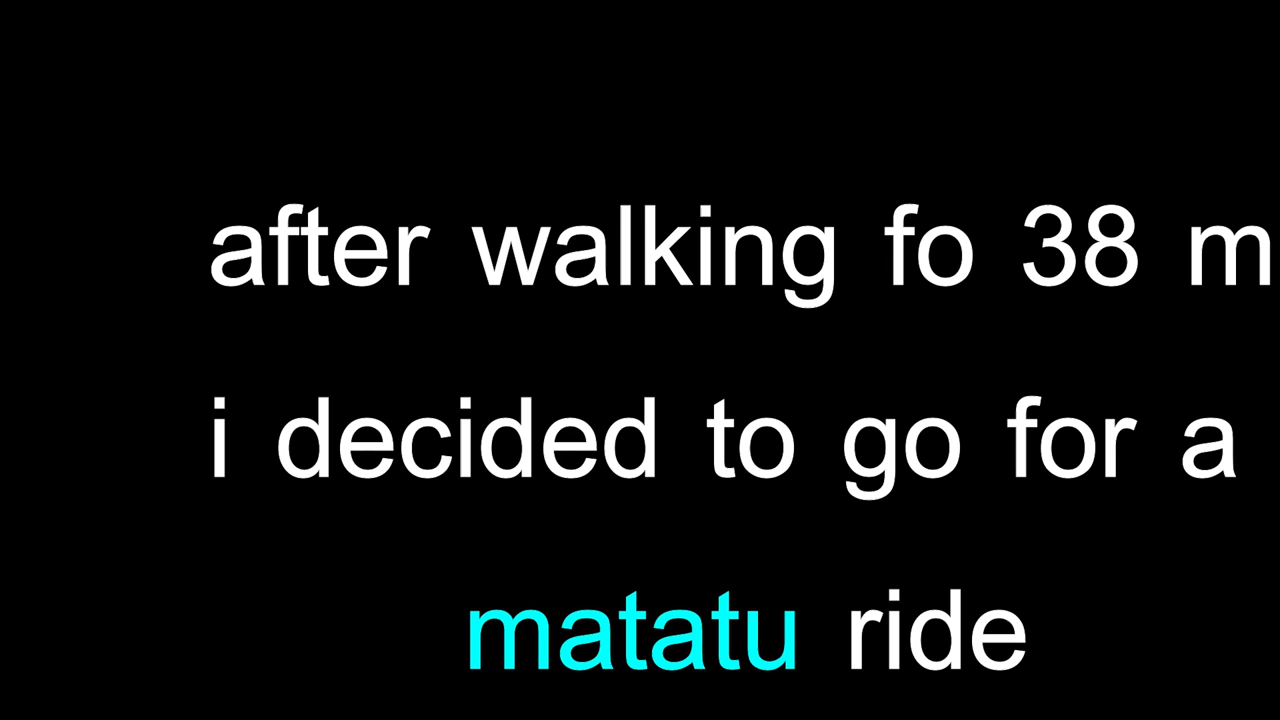 after walking fo 38 m
i decided to go for a
matatu ride